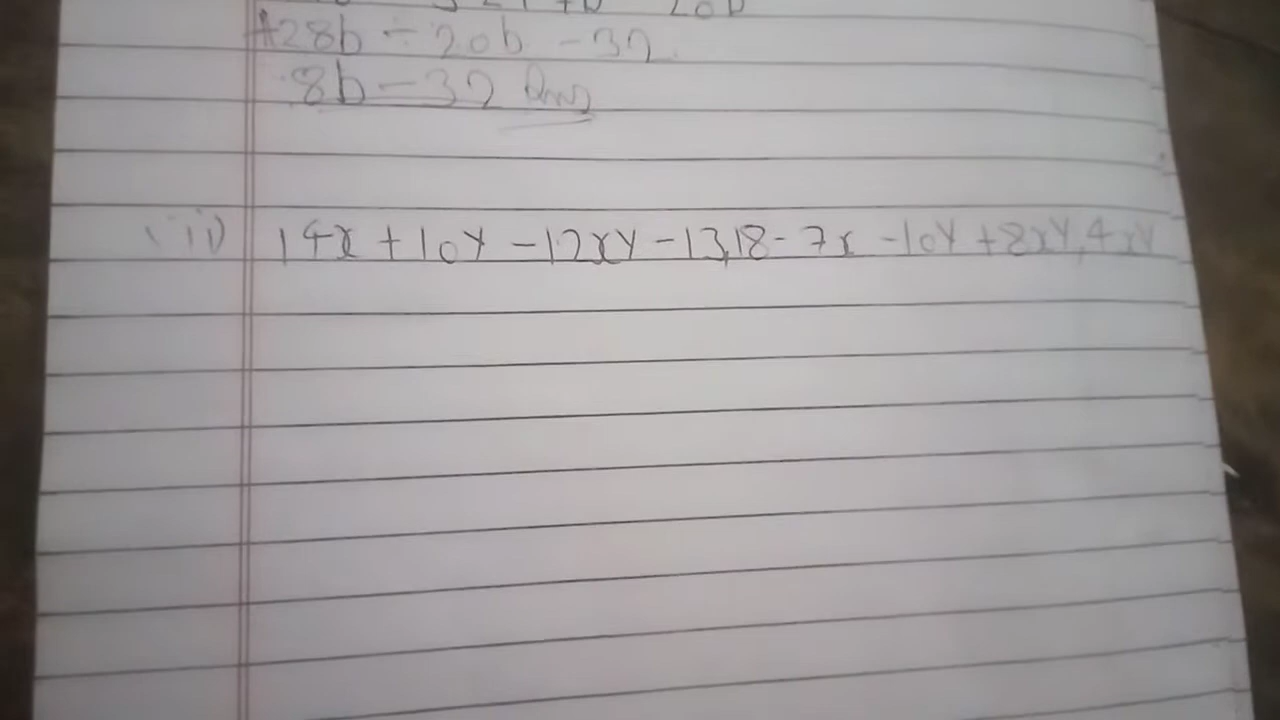 +28b - 20b - 32
8b - 32 Ans
(ii) 14x + 10y - 12xy - 13, 18 - 7x - 10y + 8xy, 4xy